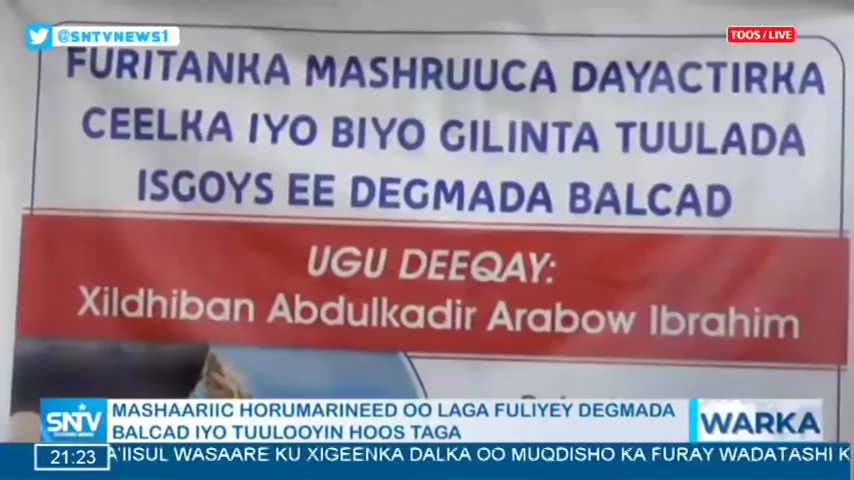 @SNTVNEWS1
TOOS/LIVE
FURITANKA MASHRUUCA DAYACTIRKA
CEELKA IYO BIYO GILINTA TUULADA
ISGOYS EE DEGMADA BALCAD
UGU DEEQAY:
Xildhiban Abdulkadir Arabow Ibrahim
SNTV
MASHAARIIC HORUMARINEED OO LAGA FULIYEY DEGMADA
BALCAD IYO TUULOOYIN HOOS TAGA
WARKA
21:23
A'IISUL WASAARE KU XIGEENKA DALKA OO MUQDISHO KA FURAY WADATASHI K